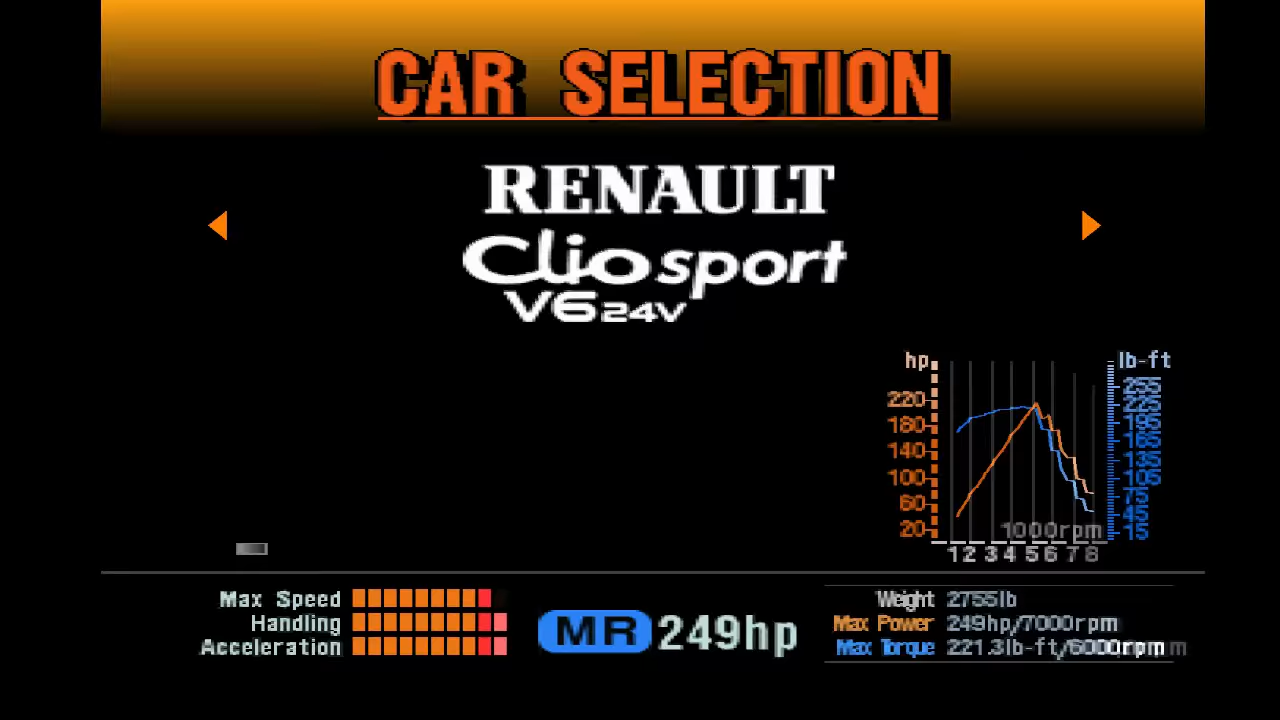 CAR SELECTION
RENAULT
Clio sport
V6 24V
hp
lb-ft
220
180
140
100
60
20
255
225
195
165
135
105
75
45
15
1000rpm
1 2 3 4 5 6 7 8
Max Speed
Handling
Acceleration
MR 249hp
Weight 2755lb
Max Power 249hp/7000rpm
Max Torque 221.3lb-ft/6000rpm